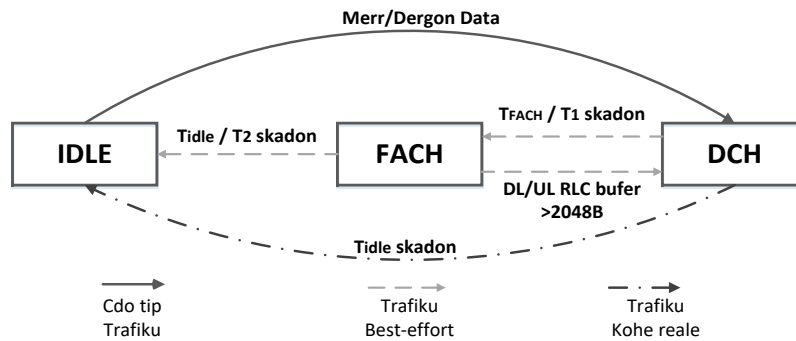 Merr/Dergon Data
Tidle / T2 skadon
TFACH / T1 skadon
IDLE
FACH
DCH
DL/UL RLC bufer
>2048B
Tidle skadon
Cdo tip
Trafiku
Trafiku
Best-effort
Trafiku
Kohe reale